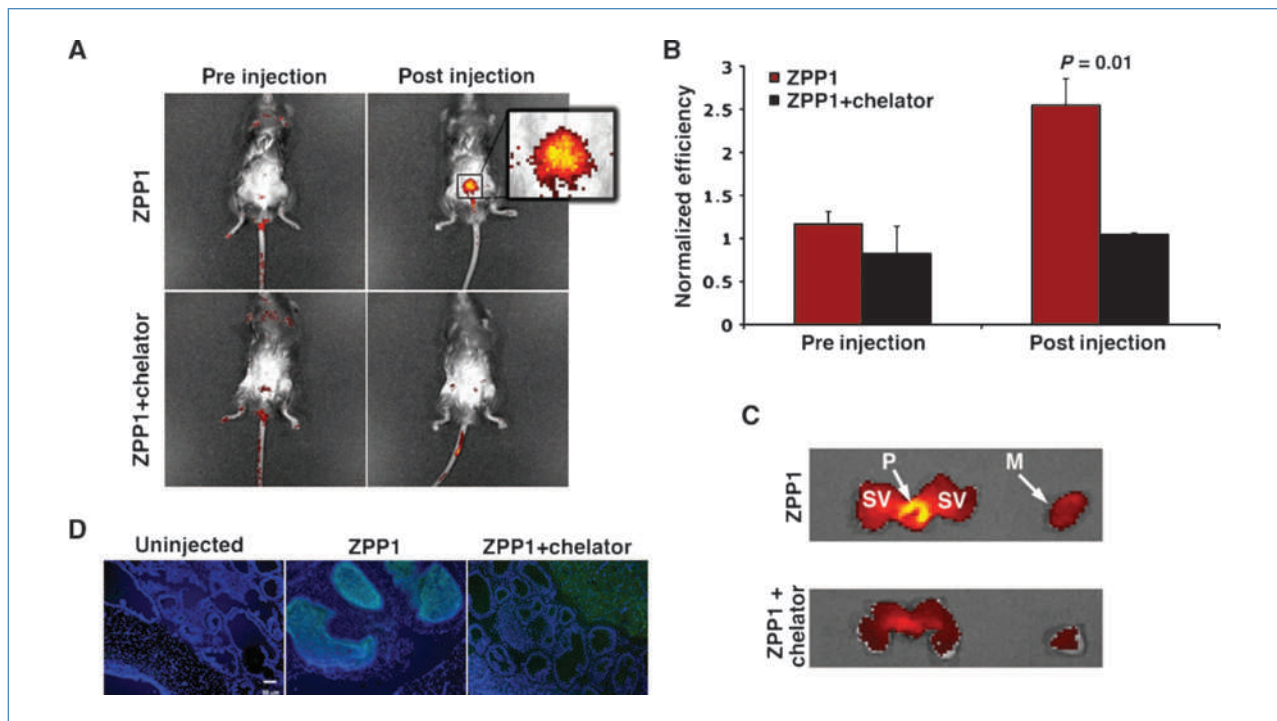 A
Pre injection
Post injection
ZPP1
ZPP1+chelator
B
P = 0.01
ZPP1
ZPP1+chelator
Normalized efficiency
3
2.5
2
1.5
1
0.5
0
Pre injection
Post injection
C
ZPP1
P
M
SV
SV
ZPP1 +
chelator
D
Uninjected
ZPP1
ZPP1+chelator